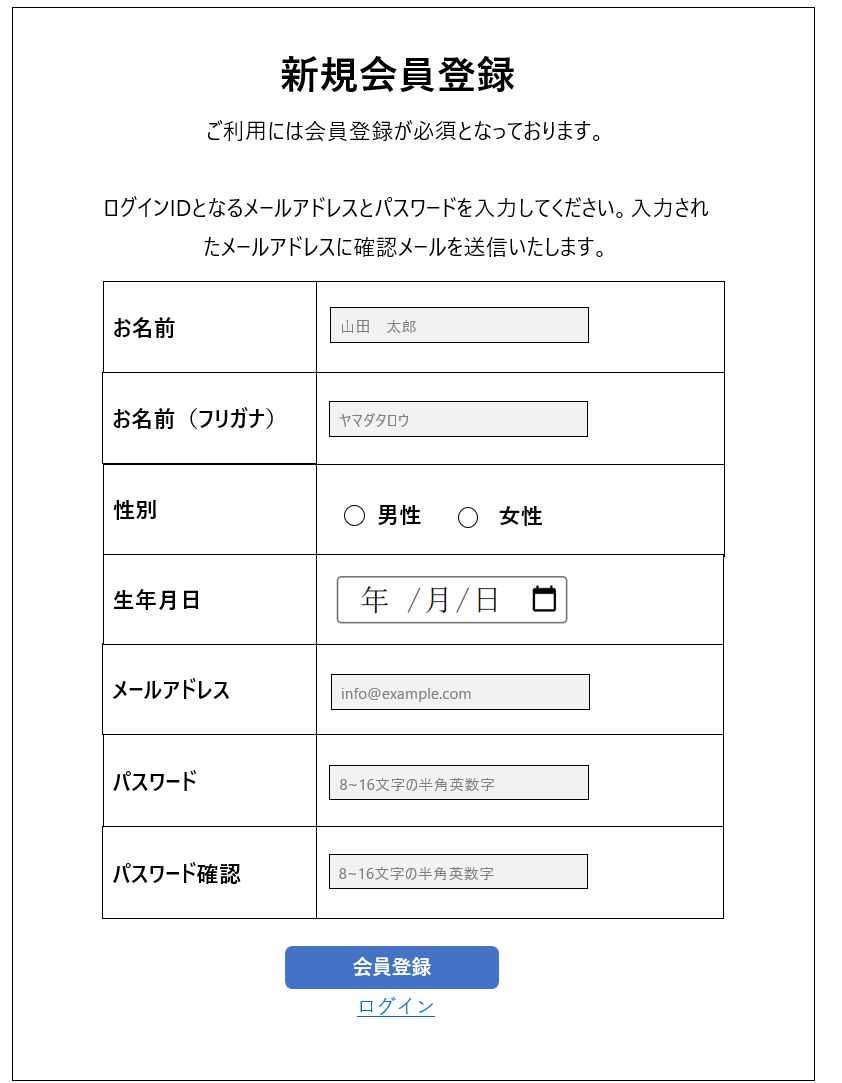 新規会員登録
ご利用には会員登録が必須となっております。
ログインIDとなるメールアドレスとパスワードを入力してください。入力され
たメールアドレスに確認メールを送信いたします。
お名前
山田　太郎
お名前（フリガナ）
ヤマダタロウ
性別
男性 女性
生年月日
年 /月/日
メールアドレス
info@example.com
パスワード
8~16文字の半角英数字
パスワード確認
8~16文字の半角英数字
会員登録
ログイン